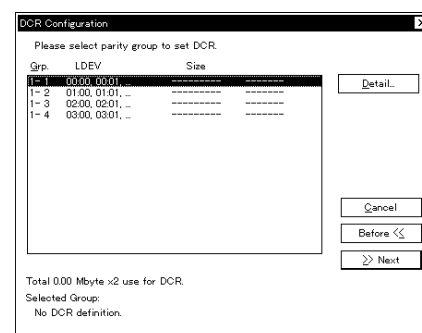 DCR Configuration
Please select parity group to set DCR.
Grp. LDEV Size
1- 1 00:00, 00:01, ...
1- 2 01:00, 01:01, ... --------- -------
1- 3 02:00, 02:01, ... --------- -------
1- 4 03:00, 03:01, ... --------- -------
Detail...
Cancel
Before <<
>> Next
Total 0.00 Mbyte x2 use for DCR.
Selected Group:
No DCR definition.